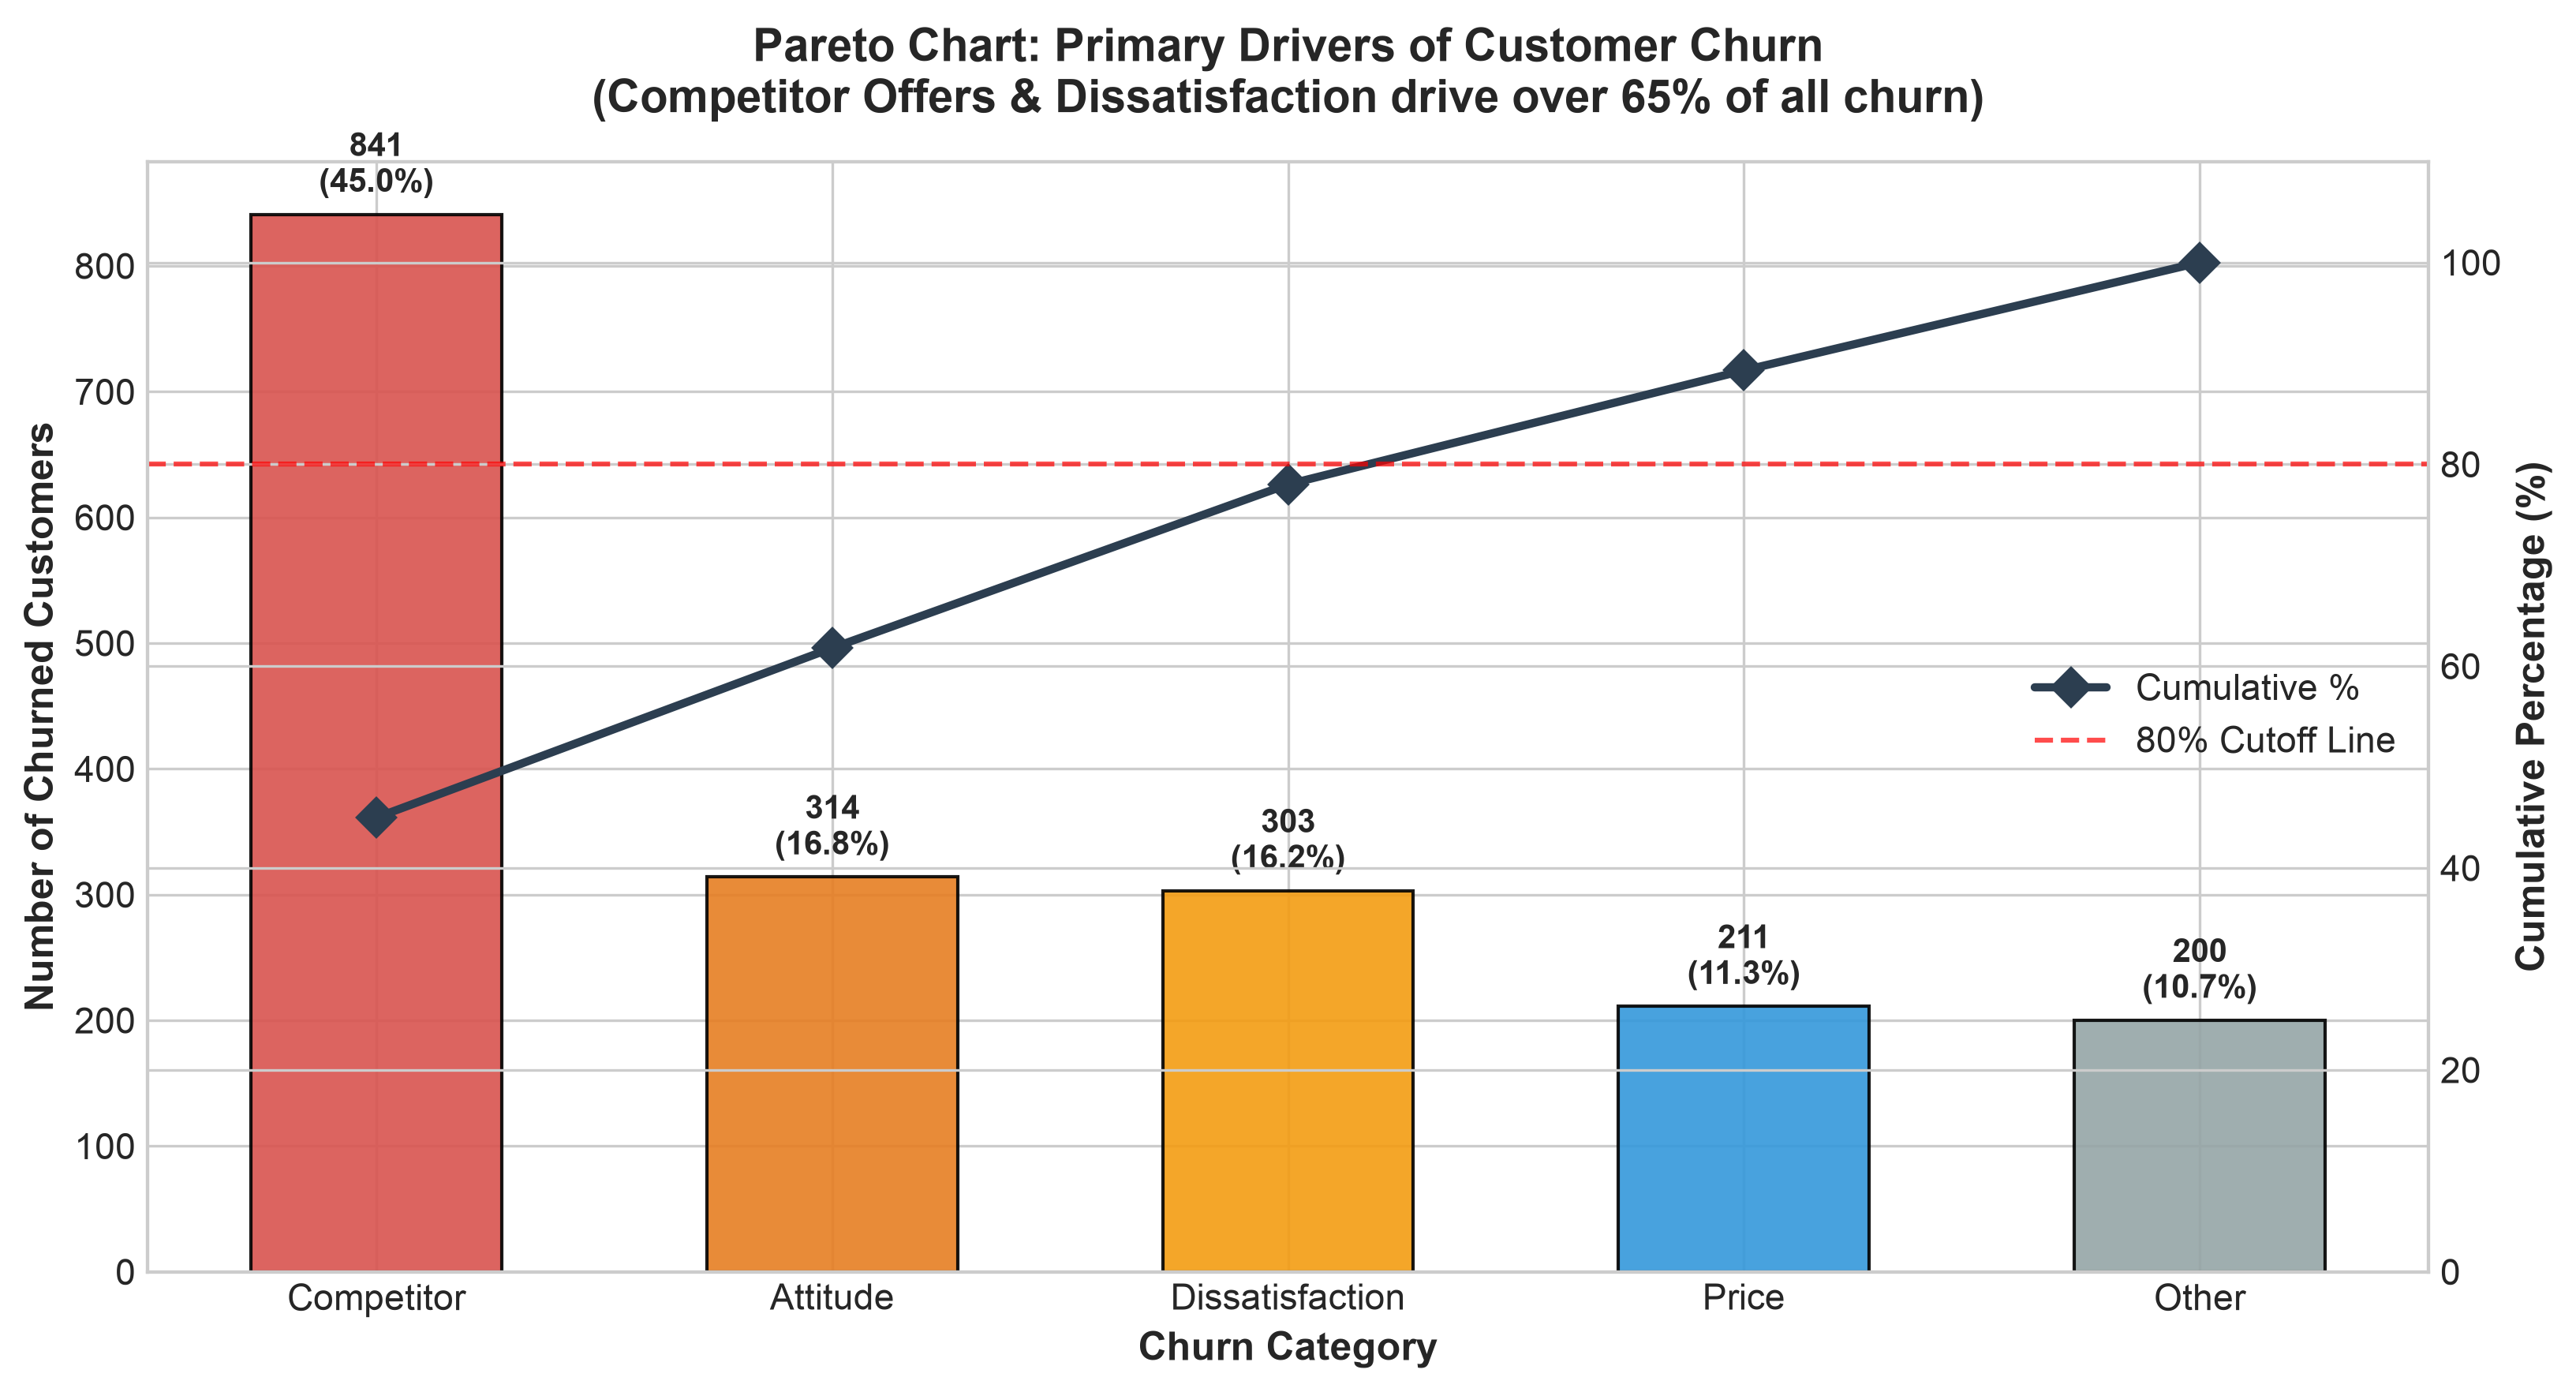 Pareto Chart: Primary Drivers of Customer Churn
(Competitor Offers & Dissatisfaction drive over 65% of all churn)
841
(45.0%)
314
(16.8%)
303
(16.2%)
211
(11.3%)
200
(10.7%)
Number of Churned Customers
800
700
600
500
400
300
200
100
0
Cumulative Percentage (%)
100
80
60
40
20
0
Cumulative %
80% Cutoff Line
Competitor
Attitude
Dissatisfaction
Price
Other
Churn Category